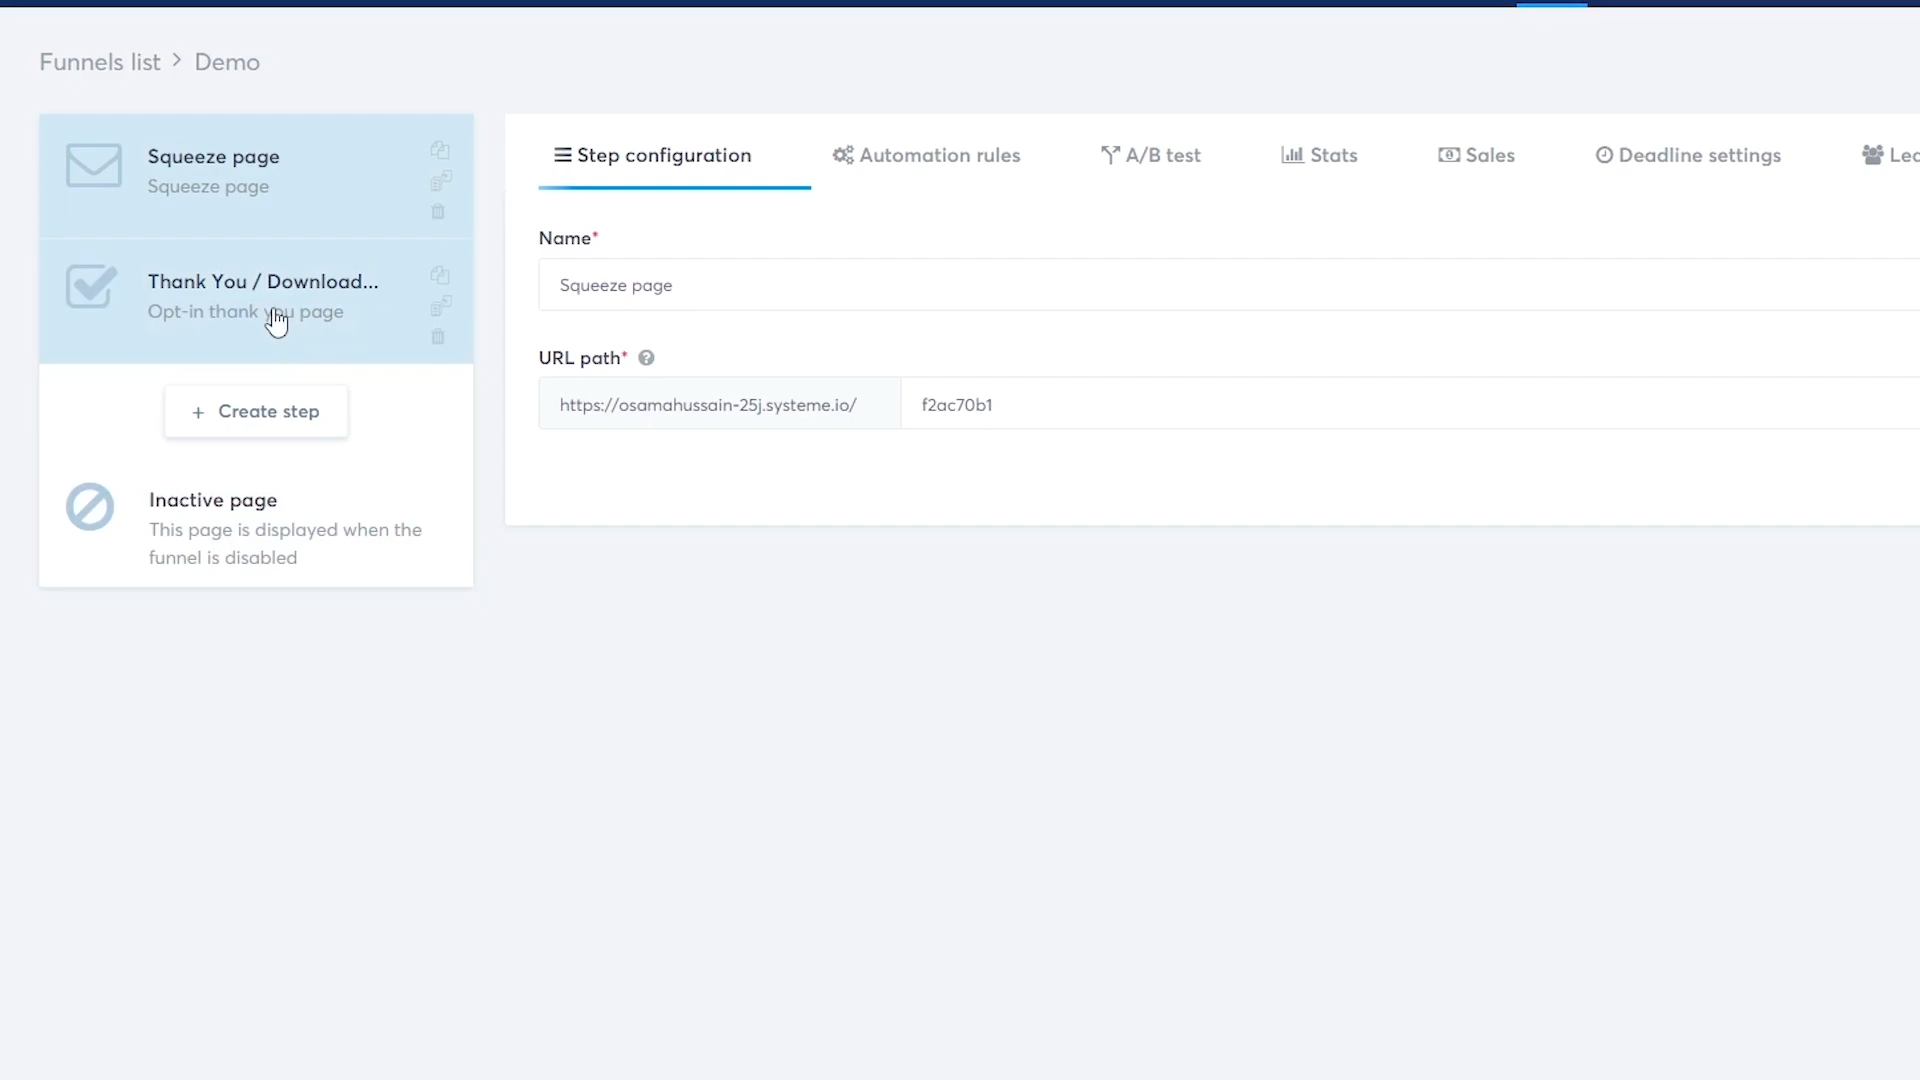 Funnels list > Demo
Squeeze page
Squeeze page
Thank You / Download...
Opt-in thank you page
+ Create step
Inactive page
This page is displayed when the
funnel is disabled
Step configuration
Automation rules
A/B test
Stats
Sales
Deadline settings
Name*
Squeeze page
URL path*
https://osamahussain-25j.systeme.io/
f2ac70b1